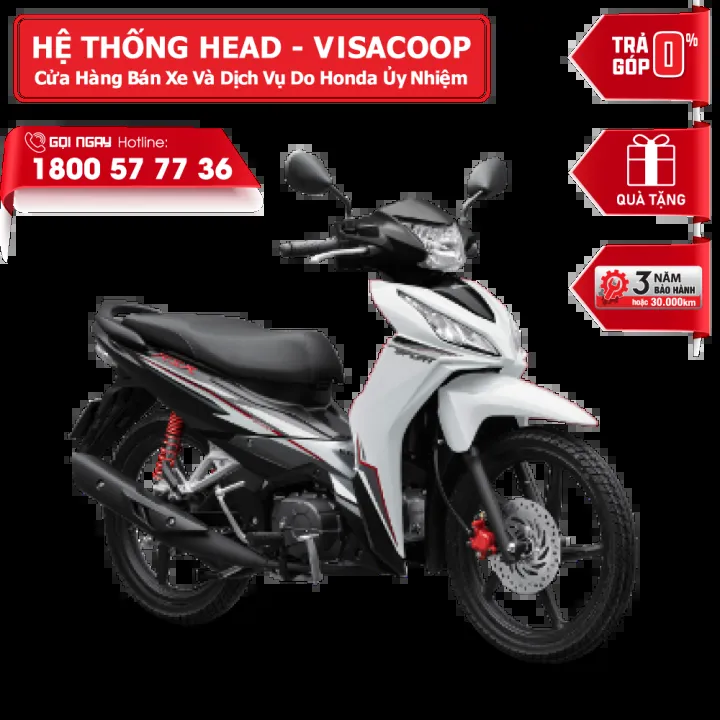 HỆ THỐNG HEAD - VISACOOP
Cửa Hàng Bán Xe Và Dịch Vụ Do Honda Ủy Nhiệm
GỌI NGAY Hotline:
1800 57 77 36
TRẢ
GÓP 0%
QUÀ TẶNG
3 NĂM
BẢO HÀNH
hoặc 30.000km
SPORT